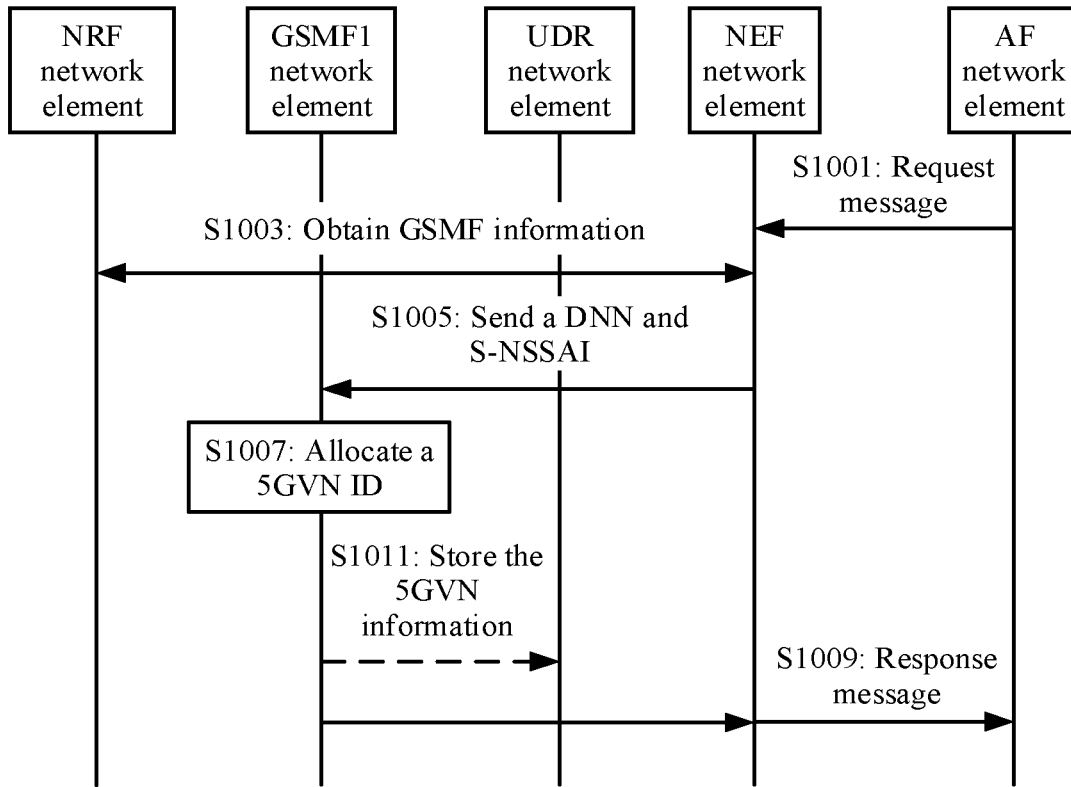 NRF
network
element
GSMF1
network
element
UDR
network
element
NEF
network
element
AF
network
element
S1001: Request
message
S1003: Obtain GSMF information
S1005: Send a DNN and
S-NSSAI
S1007: Allocate a
5GVN ID
S1011: Store the
5GVN
information
S1009: Response
message